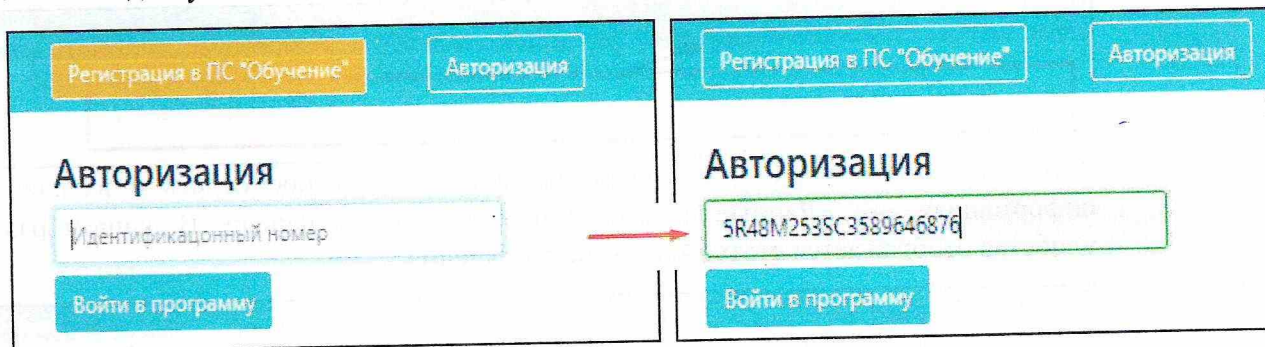 Регистрация в ПС "Обучение"
Авторизация
Авторизация
Идентификацонный номер
Войти в программу
Регистрация в ПС "Обучение"
Авторизация
Авторизация
5R48M253SC3589646876
Войти в программу